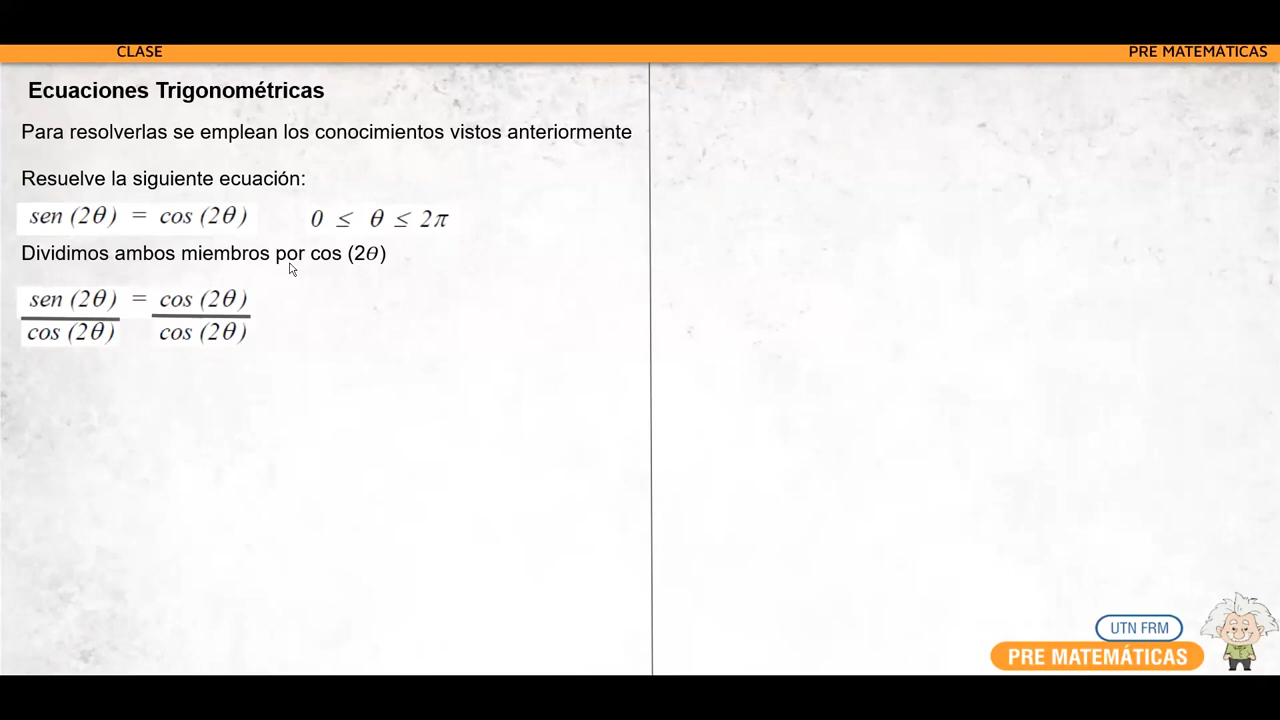 CLASE
PRE MATEMÁTICAS
Ecuaciones Trigonométricas
Para resolverlas se emplean los conocimientos vistos anteriormente
Resuelve la siguiente ecuación:
sen (2θ) = cos (2θ) 0 ≤ θ ≤ 2π
Dividimos ambos miembros por cos (2θ)
sen (2θ) = cos (2θ)
cos (2θ) cos (2θ)
UTN FRM
PRE MATEMÁTICAS